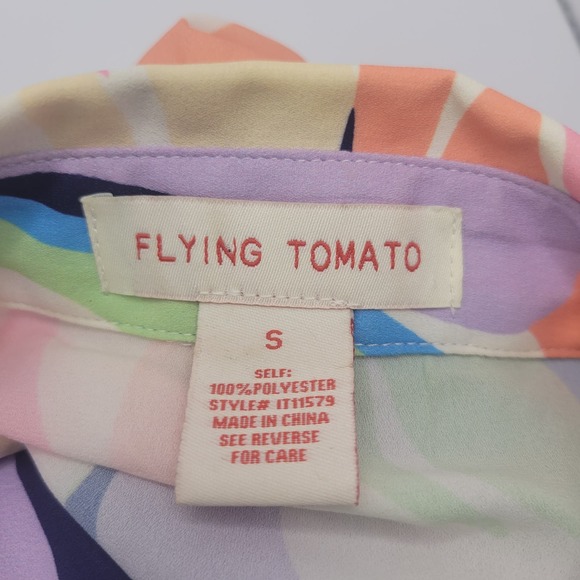 FLYING TOMATO
S
SELF:
100%POLYESTER
STYLE# IT11579
MADE IN CHINA
SEE REVERSE
FOR CARE